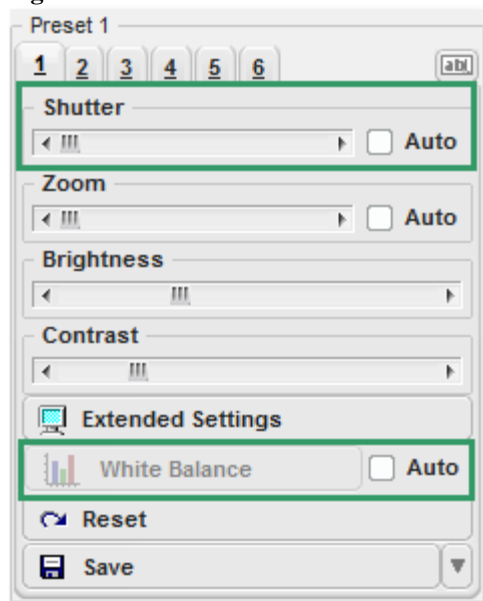 Preset 1
1 2 3 4 5 6 abl
Shutter
Auto
Zoom
Auto
Brightness
Contrast
Extended Settings
White Balance Auto
Reset
Save